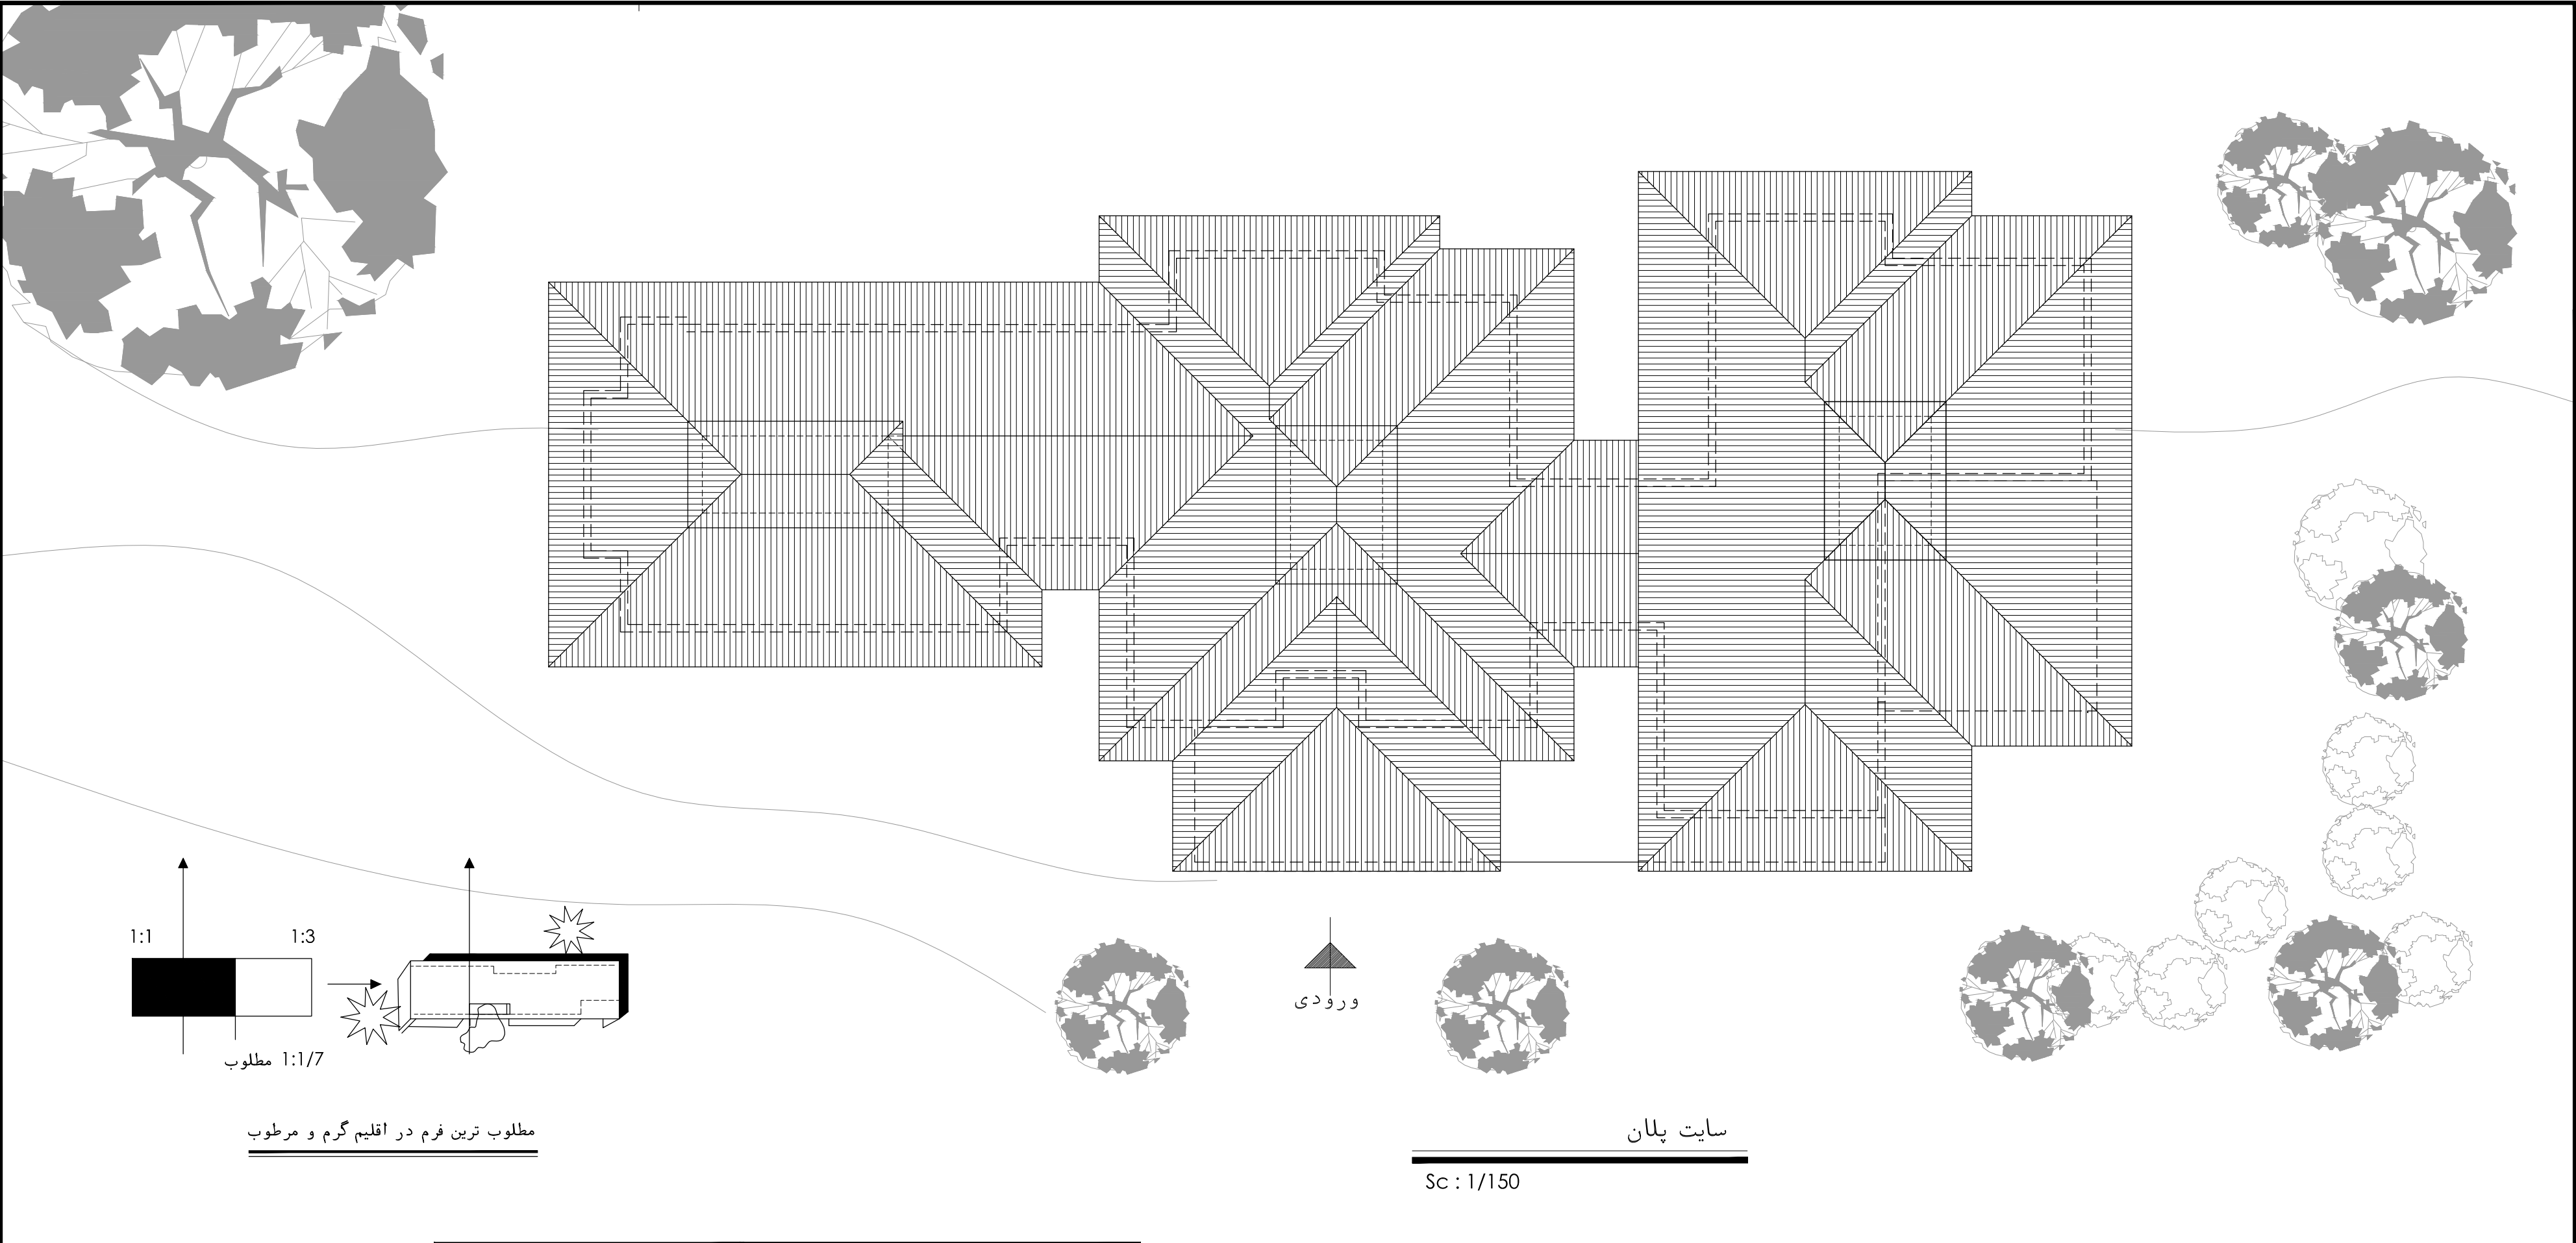 ورودی
1:1
1:3
مطلوب 1:1/7
مطلوب ترین فرم در اقلیم گرم و مرطوب
سایت پلان
Sc : 1/150